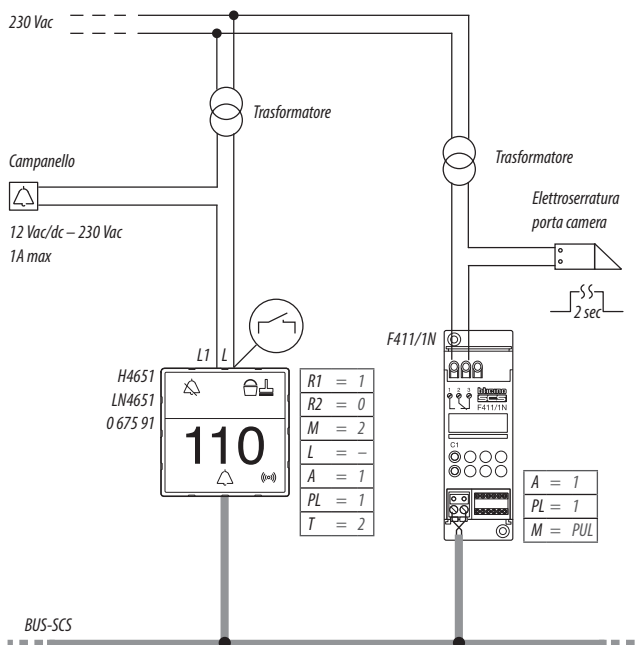 230 Vac
Trasformatore
Campanello
12 Vac/dc – 230 Vac
1A max
Trasformatore
Elettroserratura
porta camera
2 sec
F411/1N
L1 L
H4651
LN4651
0 675 91
110
R1 = 1
R2 = 0
M = 2
L = –
A = 1
PL = 1
T = 2
1 2 3
bticino
F411/1N
C1
A = 1
PL = 1
M = PUL
BUS-SCS